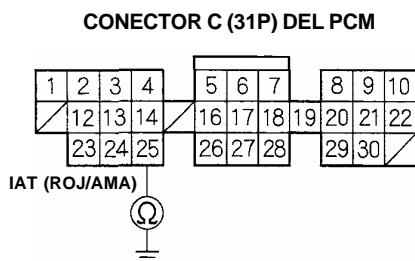 CONECTOR C (31P) DEL PCM
1 2 3 4 5 6 7 8 9 10
12 13 14 16 17 18 19 20 21 22
23 24 25 26 27 28 29 30
IAT (ROJ/AMA)
Ω